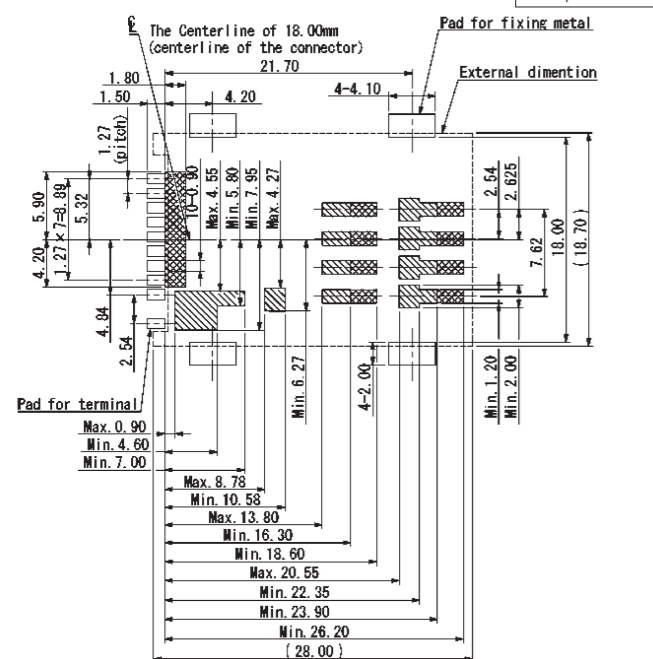 ℄ The Centerline of 18.00mm
(centerline of the connector)
Pad for fixing metal
21.70
External dimention
1.80
4-4.10
1.50
4.20
1.27
(pitch)
5.90
1.27×7=8.89
5.32
10-0.90
Max. 4.55
Min. 5.80
Min. 7.95
Max. 4.27
2.64
2.625
7.62
18.00
(18.70)
4.20
4.84
2.54
Min. 6.27
4-2.00
Min. 1.20
Min. 2.00
Pad for terminal
Max. 0.90
Min. 4.60
Min. 7.00
Max. 8.78
Min. 10.58
Max. 13.80
Min. 16.30
Min. 18.60
Max. 20.55
Min. 22.35
Min. 23.90
Min. 26.20
(28.00)